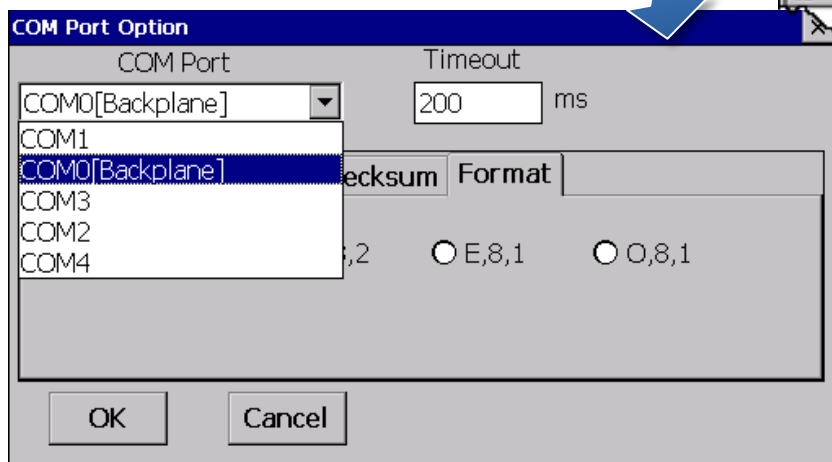 COM Port Option
COM Port Timeout
COM0[Backplane] 200 ms
COM1
COM0[Backplane]
COM3
COM2
COM4
ecksum Format
,2 E,8,1 O,8,1
OK Cancel